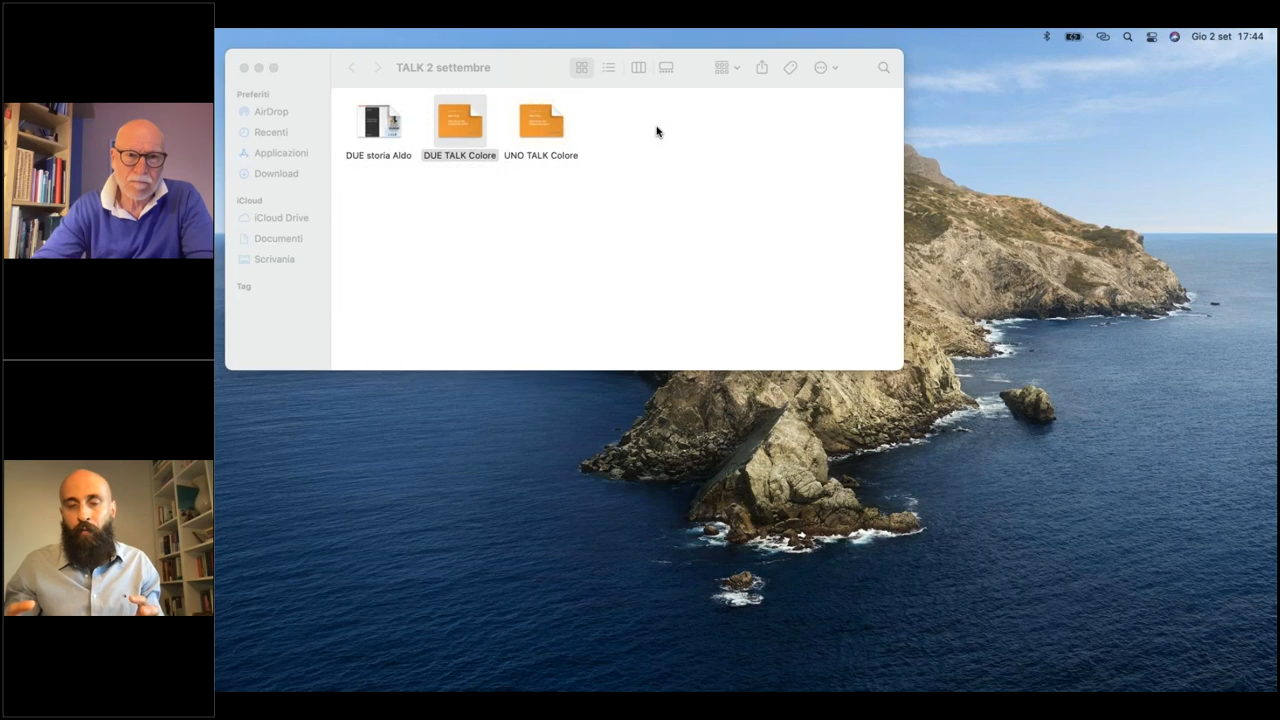 Gio 2 set 17:44
TALK 2 settembre
Preferiti
AirDrop
Recenti
Applicazioni
Download
iCloud
iCloud Drive
Documenti
Scrivania
Tag
DUE storia Aldo
DUE TALK Colore
UNO TALK Colore